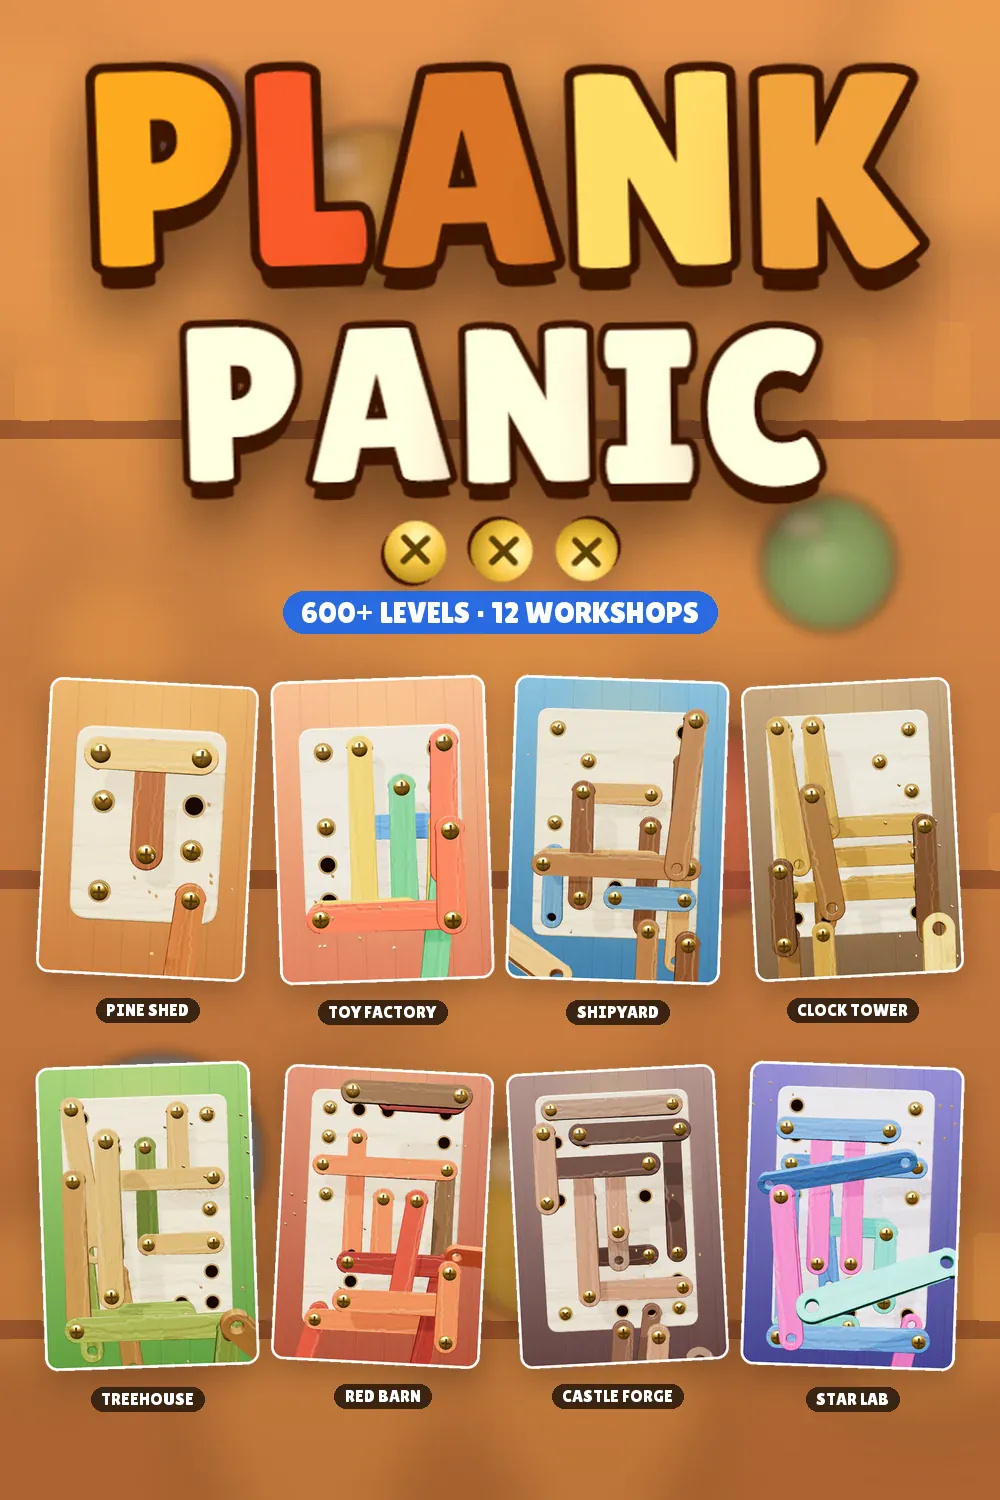 PLANK
PANIC
600+ LEVELS · 12 WORKSHOPS
PINE SHED
TOY FACTORY
SHIPYARD
CLOCK TOWER
TREEHOUSE
RED BARN
CASTLE FORGE
STAR LAB